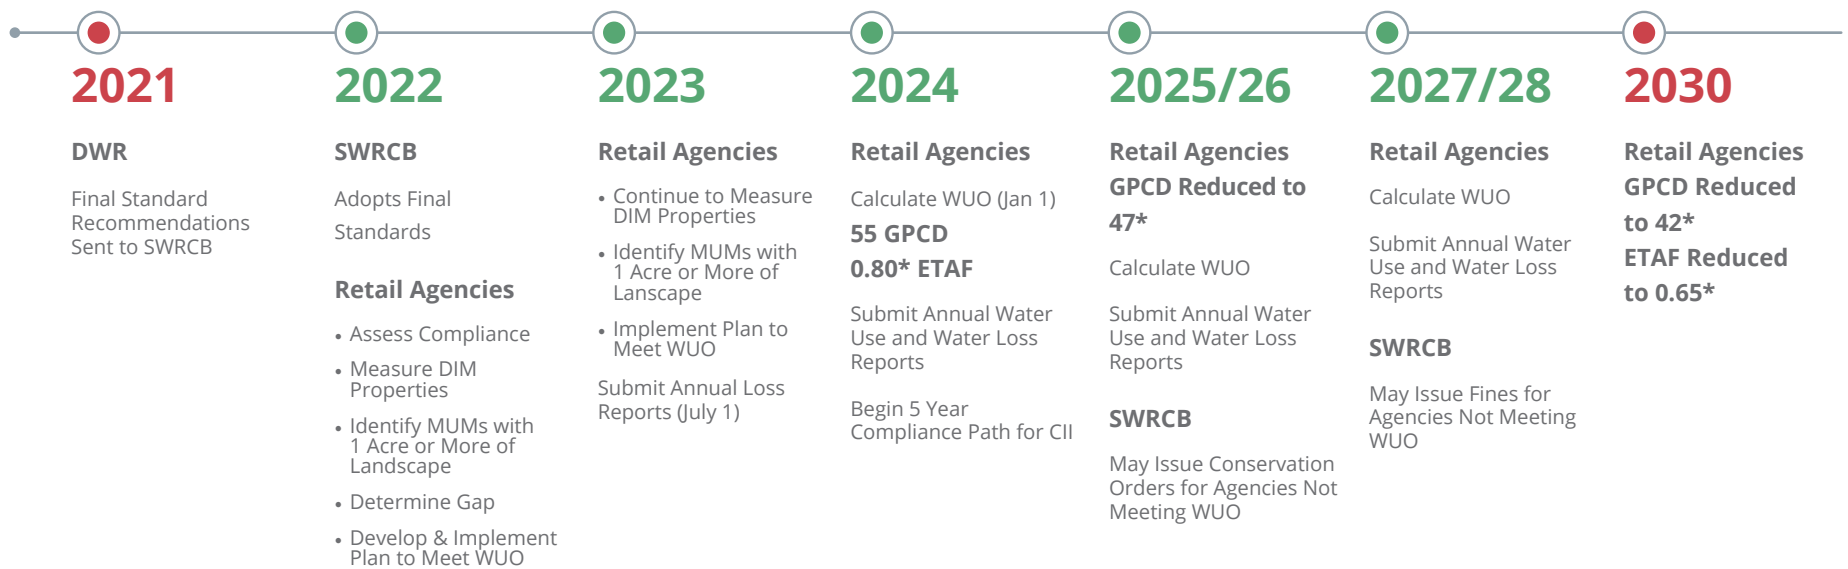 2021
DWR
Final Standard
Recommendations
Sent to SWRCB
2022
SWRCB
Adopts Final
Standards
Retail Agencies
• Assess Compliance
• Measure DIM
Properties
• Identify MUMs with
1 Acre or More of
Landscape
• Determine Gap
• Develop & Implement
Plan to Meet WUO
2023
Retail Agencies
• Continue to Measure
DIM Properties
• Identify MUMs with
1 Acre or More of
Lanscape
• Implement Plan to
Meet WUO
Submit Annual Loss
Reports (July 1)
2024
Retail Agencies
Calculate WUO (Jan 1)
55 GPCD
0.80* ETAF
Submit Annual Water
Use and Water Loss
Reports
Begin 5 Year
Compliance Path for CII
2025/26
Retail Agencies
GPCD Reduced to
47*
Calculate WUO
Submit Annual Water
Use and Water Loss
Reports
SWRCB
May Issue Conservation
Orders for Agencies Not
Meeting WUO
2027/28
Retail Agencies
Calculate WUO
Submit Annual Water
Use and Water Loss
Reports
SWRCB
May Issue Fines for
Agencies Not Meeting
WUO
2030
Retail Agencies
GPCD Reduced
to 42*
ETAF Reduced
to 0.65*